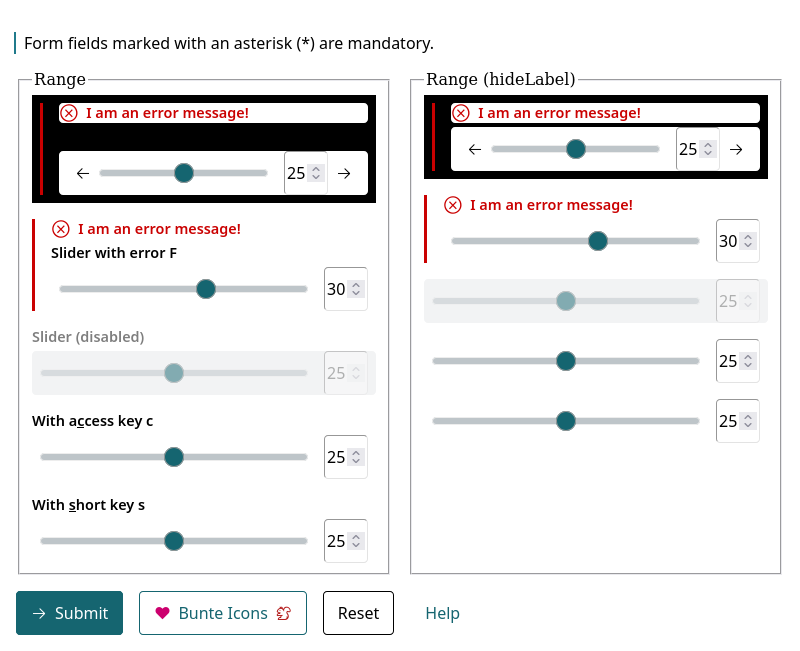 Form fields marked with an asterisk (*) are mandatory.
Range
I am an error message!
25
I am an error message!
Slider with error F
30
Slider (disabled)
25
With access key c
25
With short key s
25
Range (hideLabel)
I am an error message!
25
I am an error message!
30
25
25
25
Submit
Bunte Icons
Reset
Help